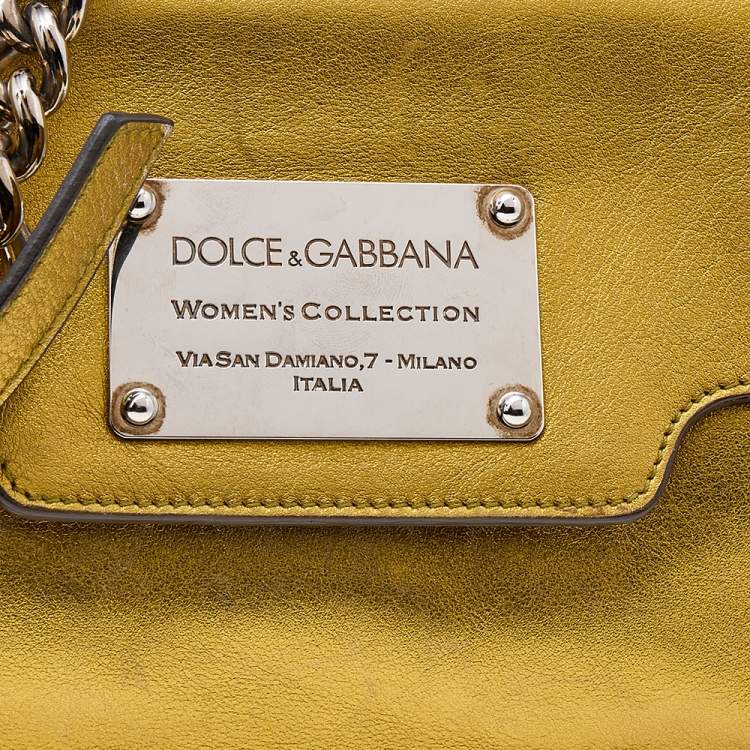 DOLCE & GABBANA
WOMEN'S COLLECTION
VIA SAN DAMIANO,7 - MILANO
ITALIA